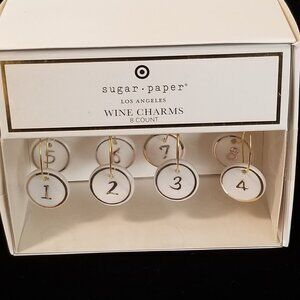 sugar·paper®
LOS ANGELES
WINE CHARMS
8 COUNT
5 6 7 8
1 2 3 4